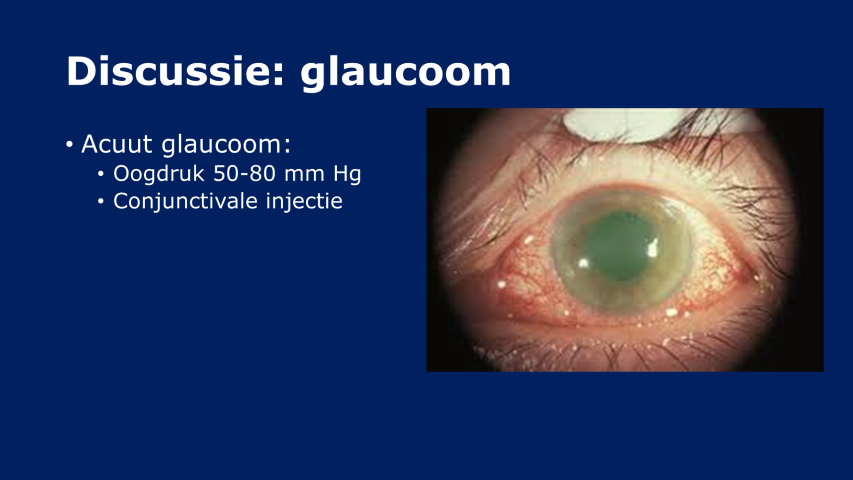 Discussie: glaucoom
• Acuut glaucoom:
• Oogdruk 50-80 mm Hg
• Conjunctivale injectie